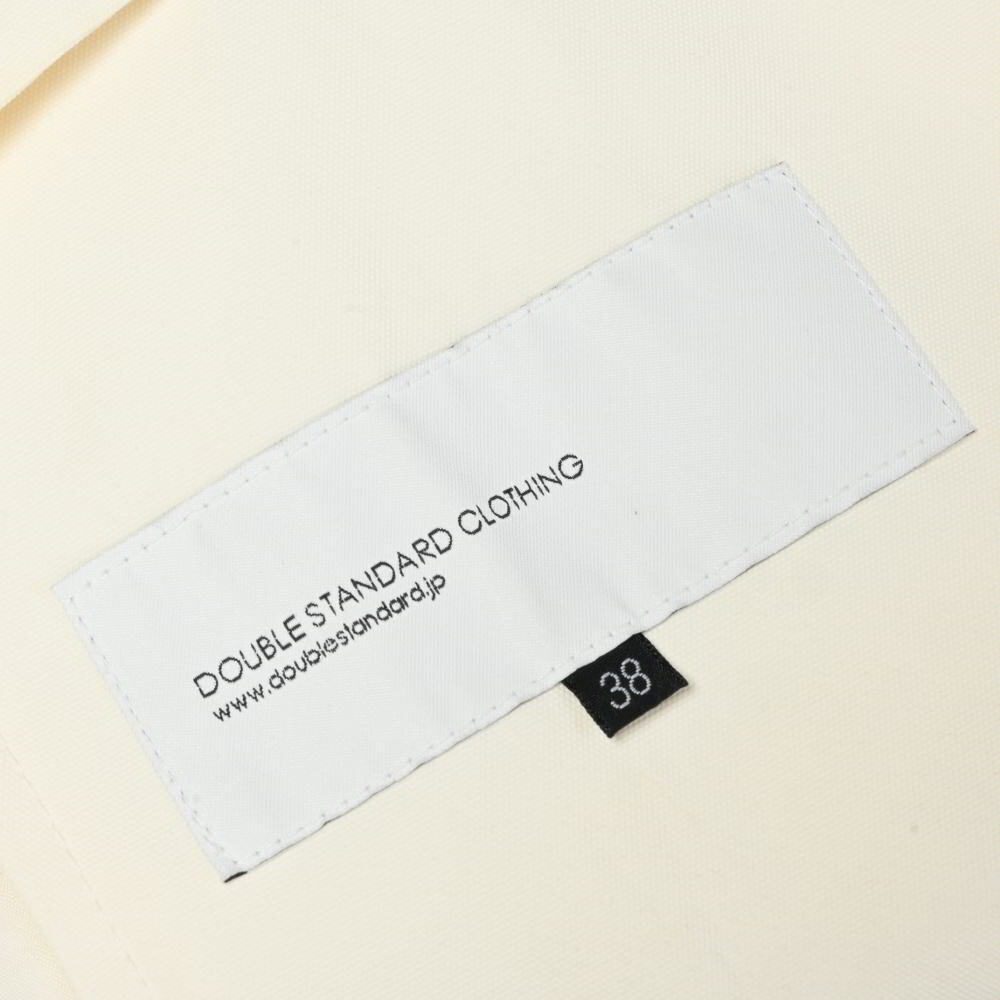 DOUBLE STANDARD CLOTHING
www.doublestandard.jp
38